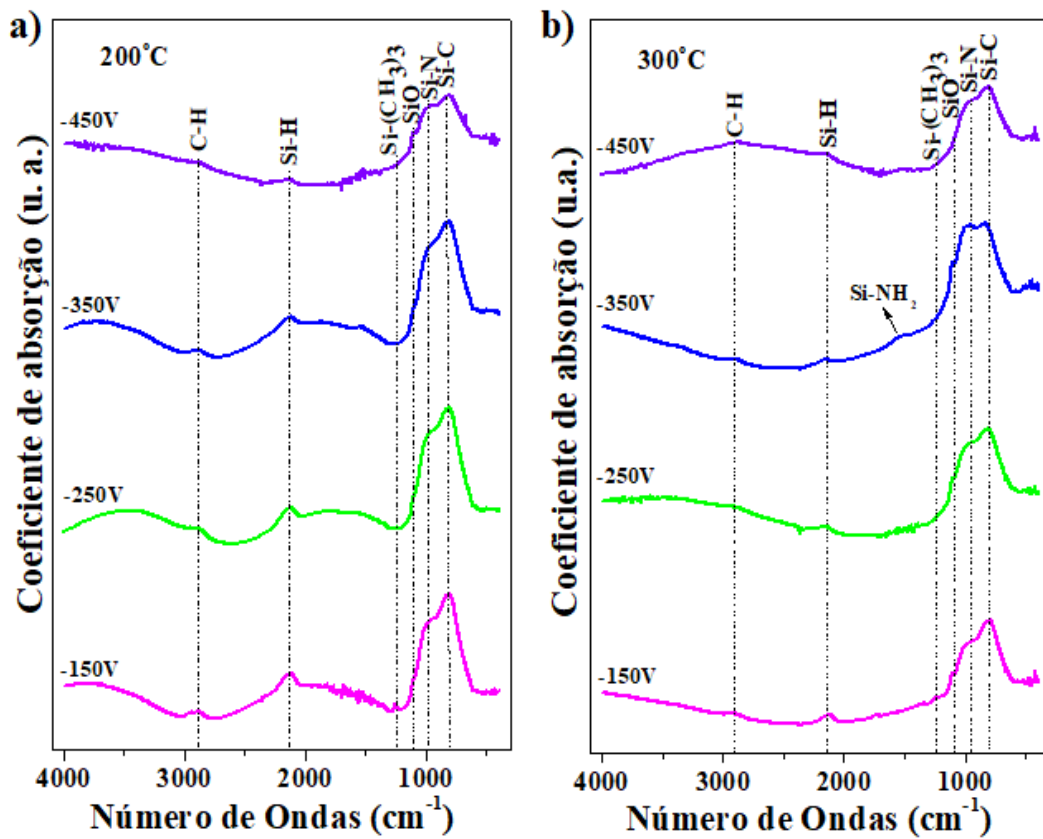 a)
200°C
C-H
Si-H
Si-(CH3)3
SiO
Si-N
Si-C
-450V
-350V
-250V
-150V
Coeficiente de absorção (u. a.)
4000
3000
2000
1000
Número de Ondas (cm-1)
b)
300°C
C-H
Si-H
Si-(CH3)3
SiO
Si-N
Si-C
-450V
-350V
Si-NH2
-250V
-150V
Coeficiente de absorção (u.a.)
4000
3000
2000
1000
Número de Ondas (cm-1)